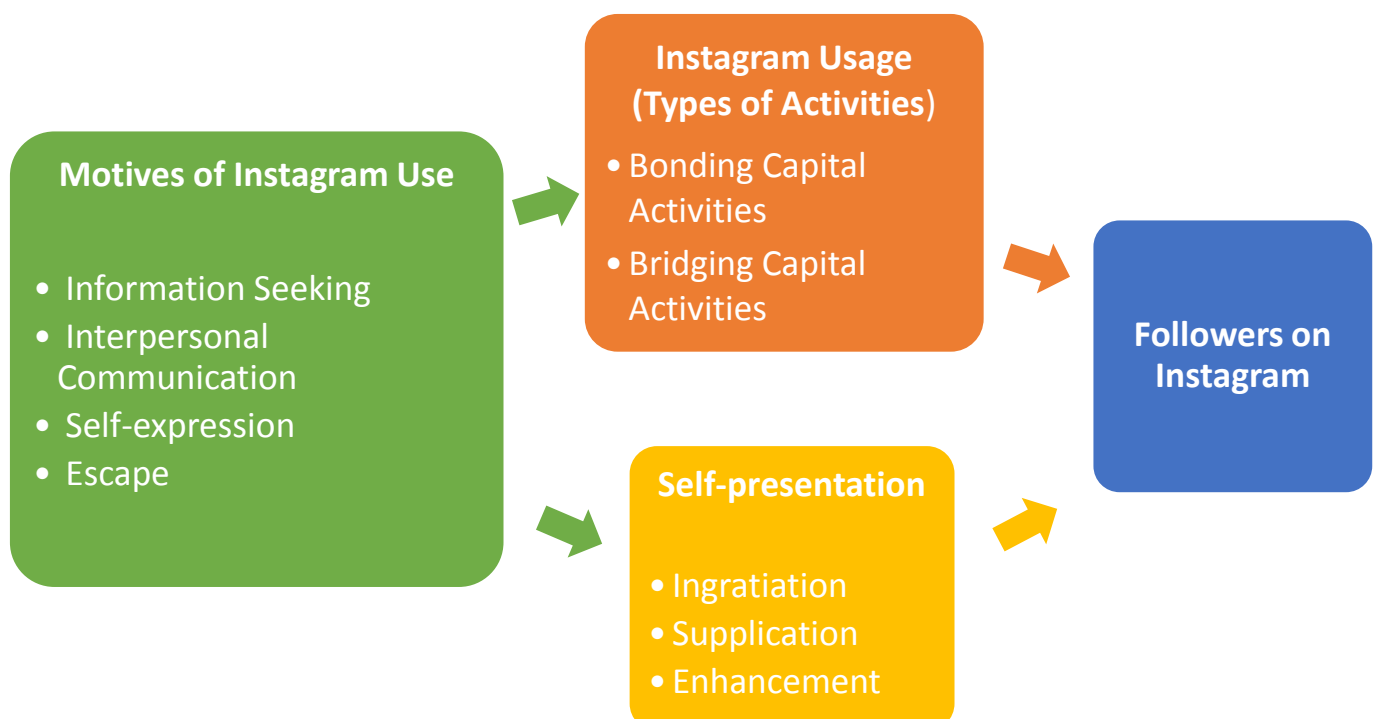 Motives of Instagram Use
• Information Seeking
• Interpersonal
Communication
• Self-expression
• Escape
Instagram Usage
(Types of Activities)
• Bonding Capital
Activities
• Bridging Capital
Activities
Self-presentation
• Ingratiation
• Supplication
• Enhancement
Followers on
Instagram